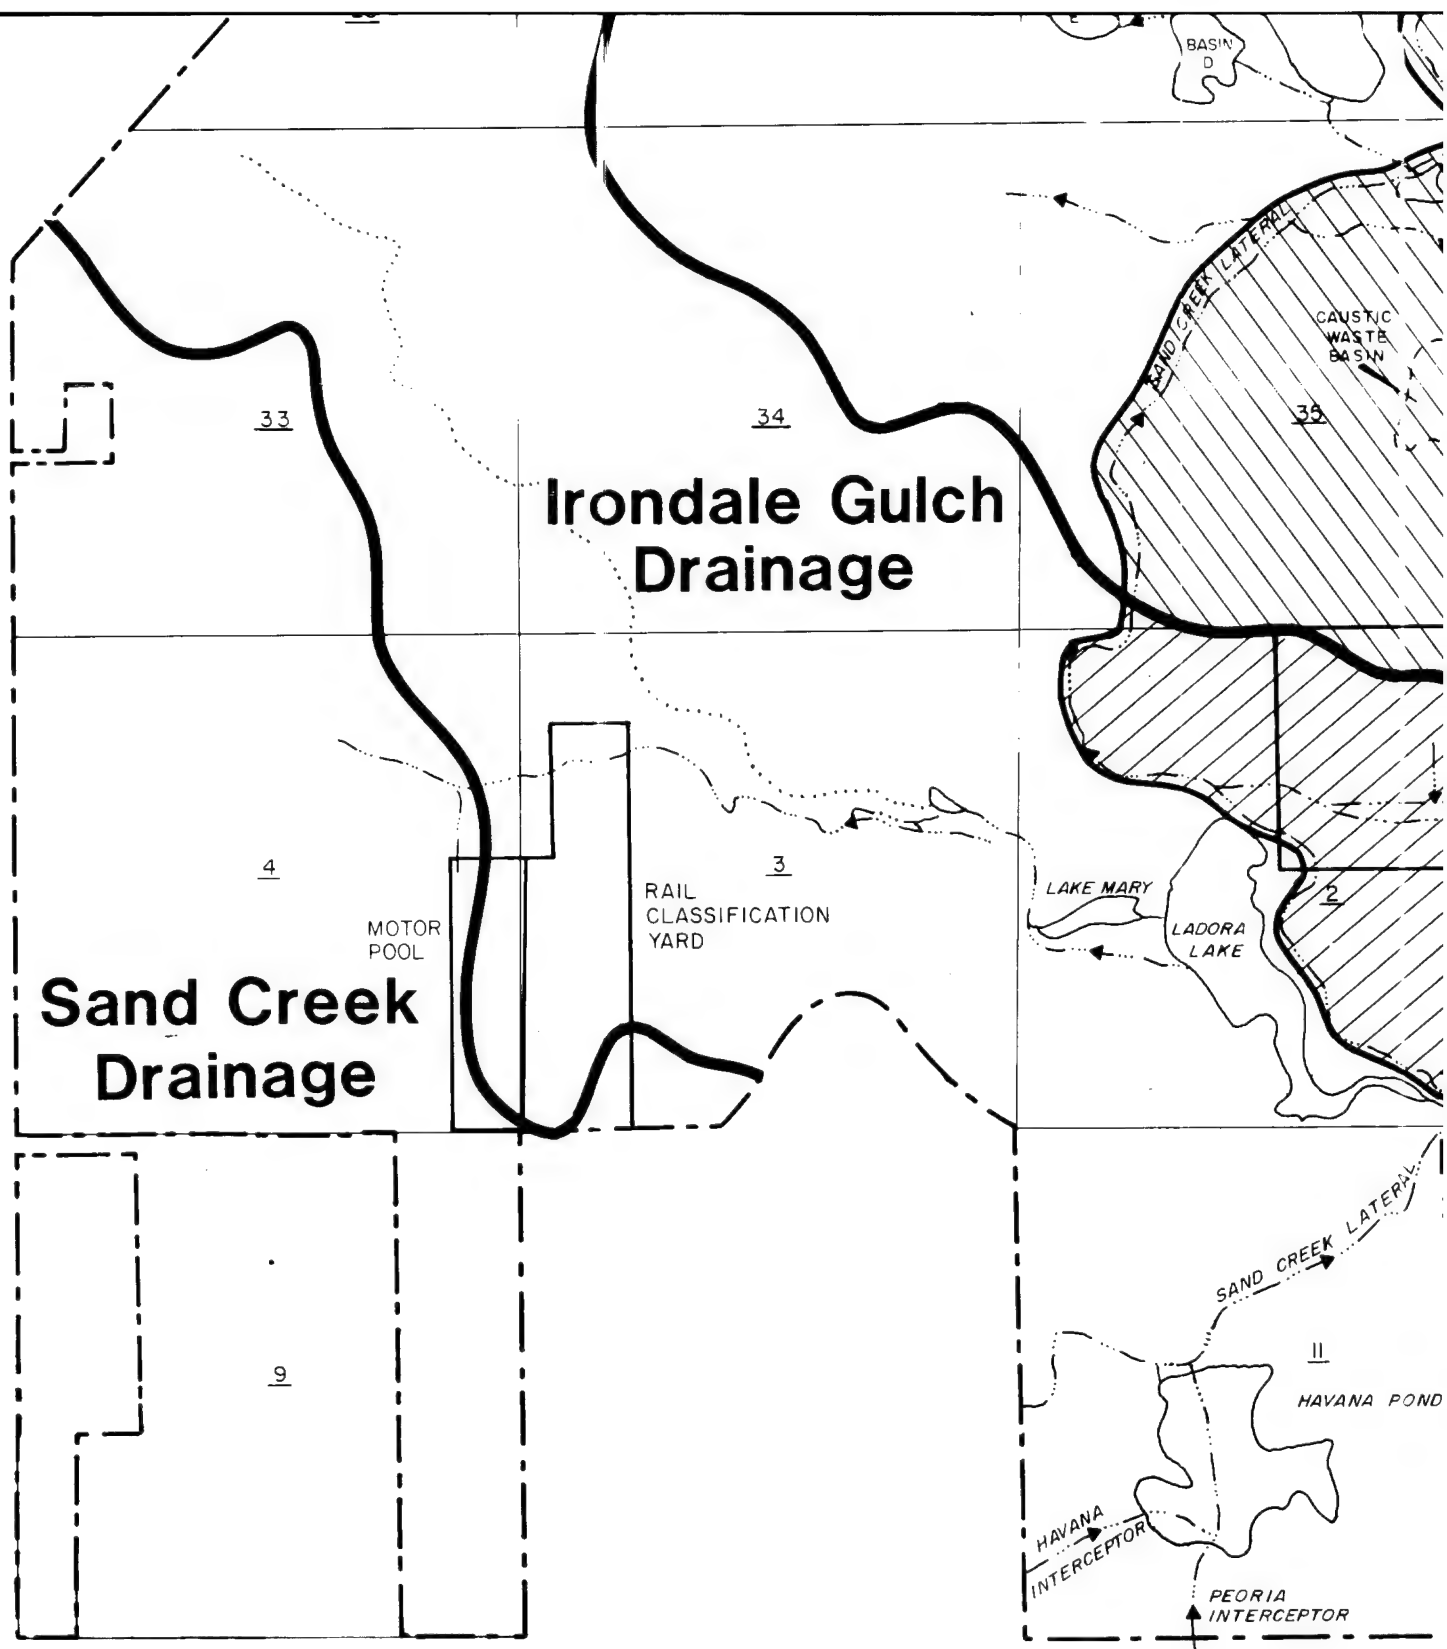 E
BASIN
D
SAND CREEK LATERAL
CAUSTIC
WASTE
BASIN
33
34
35
Irondale Gulch
Drainage
4
3
2
RAIL
CLASSIFICATION
YARD
MOTOR
POOL
LAKE MARY
LADORA
LAKE
Sand Creek
Drainage
SAND CREEK LATERAL
9
11
HAVANA POND
HAVANA
INTERCEPTOR
PEORIA
INTERCEPTOR